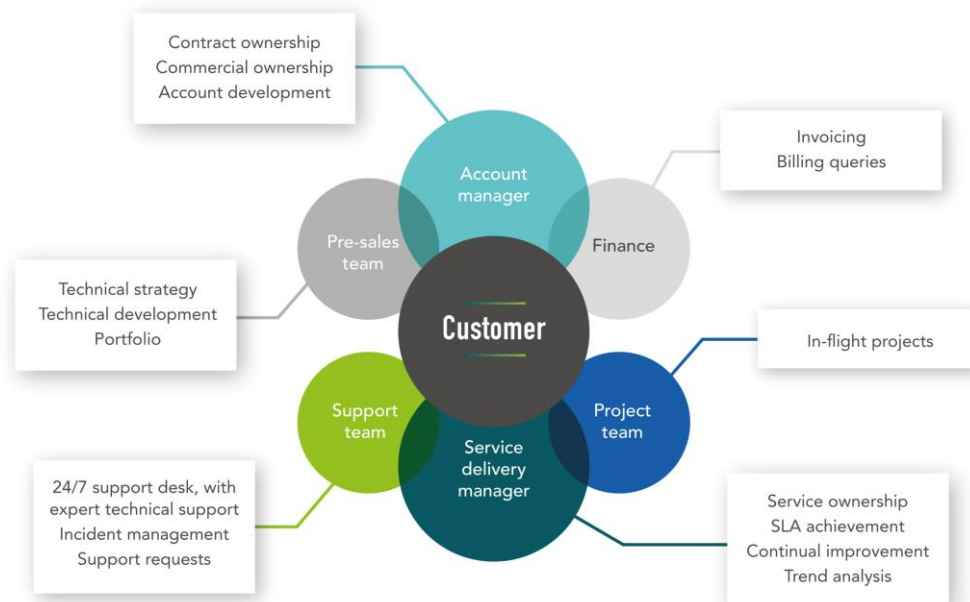 Contract ownership
Commercial ownership
Account development
Invoicing
Billing queries
Account
manager
Pre-sales
team
Finance
Technical strategy
Technical development
Portfolio
Customer
In-flight projects
Support
team
Project
team
Service
delivery
manager
24/7 support desk, with
expert technical support
Incident management
Support requests
Service ownership
SLA achievement
Continual improvement
Trend analysis